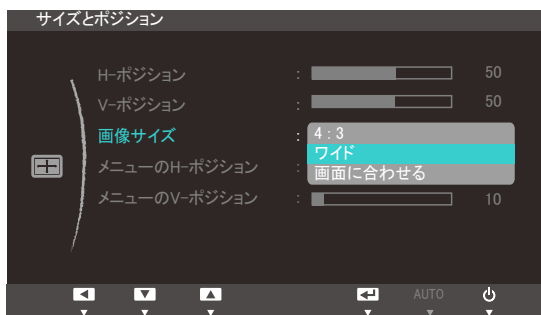 サイズとポジション
H-ポジション : 50
V-ポジション : 50
画像サイズ : 4 : 3
ワイド
画面に合わせる
メニューのH-ポジション :
メニューのV-ポジション : 10
AUTO